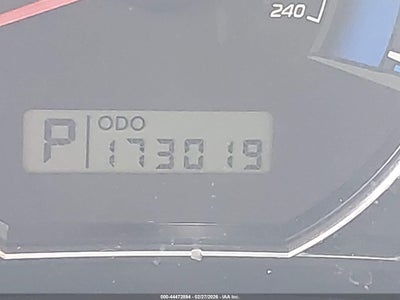 240
P ODO
173019
000-44472884 - 02/27/2026 - IAA Inc.